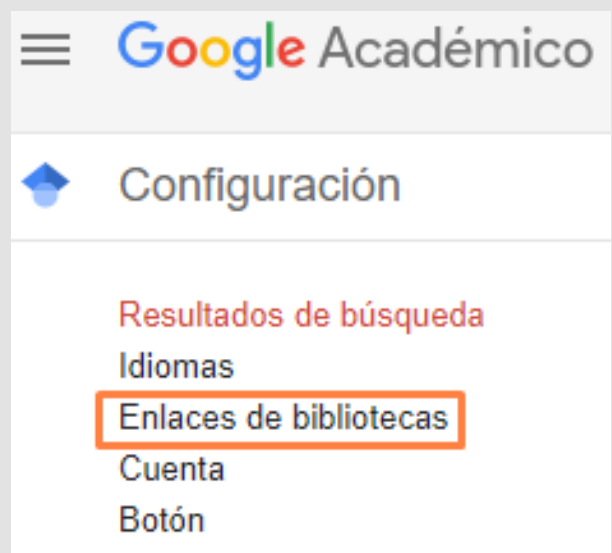 Google Académico
Configuración
Resultados de búsqueda
Idiomas
Enlaces de bibliotecas
Cuenta
Botón